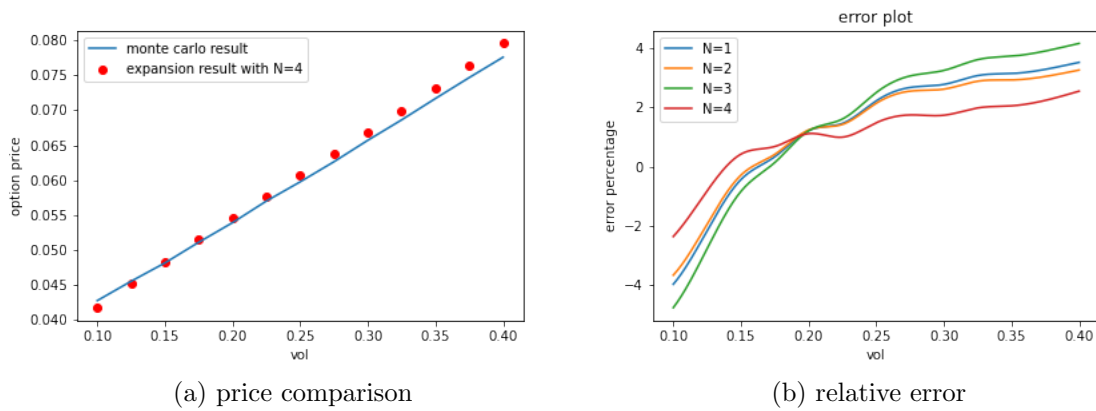 monte carlo result
expansion result with N=4
0.080
0.075
0.070
0.065
0.060
0.055
0.050
0.045
0.040
option price
0.10 0.15 0.20 0.25 0.30 0.35 0.40
vol
(a) price comparison
error plot
N=1
N=2
N=3
N=4
4
2
0
−2
−4
error percentage
0.10 0.15 0.20 0.25 0.30 0.35 0.40
vol
(b) relative error